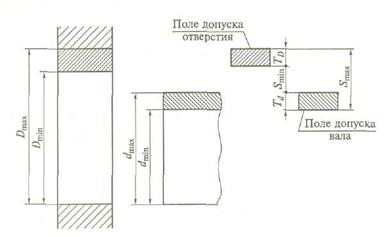 Поле допуска
отверстия
T_D
S_min
S_max
T_d
Поле допуска
вала
D_max
D_min
d_max
d_min